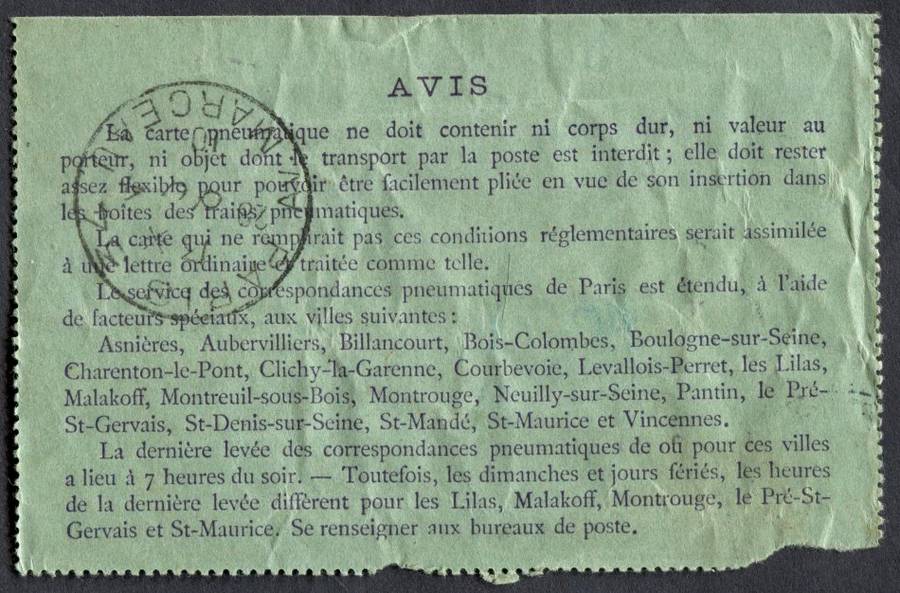 AVIS
La carte pneumatique ne doit contenir ni corps dur, ni valeur au
porteur, ni objet dont le transport par la poste est interdit ; elle doit rester
assez flexible pour pouvoir être facilement pliée en vue de son insertion dans
les boîtes des trains pneumatiques.
La carte qui ne remplirait pas ces conditions réglementaires serait assimilée
à une lettre ordinaire et traitée comme telle.
Le service des correspondances pneumatiques de Paris est étendu, à l'aide
de facteurs spéciaux, aux villes suivantes :
Asnières, Aubervilliers, Billancourt, Bois-Colombes, Boulogne-sur-Seine,
Charenton-le-Pont, Clichy-la-Garenne, Courbevoie, Levallois-Perret, les Lilas,
Malakoff, Montreuil-sous-Bois, Montrouge, Neuilly-sur-Seine, Pantin, le Pré-
St-Gervais, St-Denis-sur-Seine, St-Mandé, St-Maurice et Vincennes.
La dernière levée des correspondances pneumatiques de ou pour ces villes
a lieu à 7 heures du soir. — Toutefois, les dimanches et jours fériés, les heures
de la dernière levée diffèrent pour les Lilas, Malakoff, Montrouge, le Pré-St-
Gervais et St-Maurice. Se renseigner aux bureaux de poste.